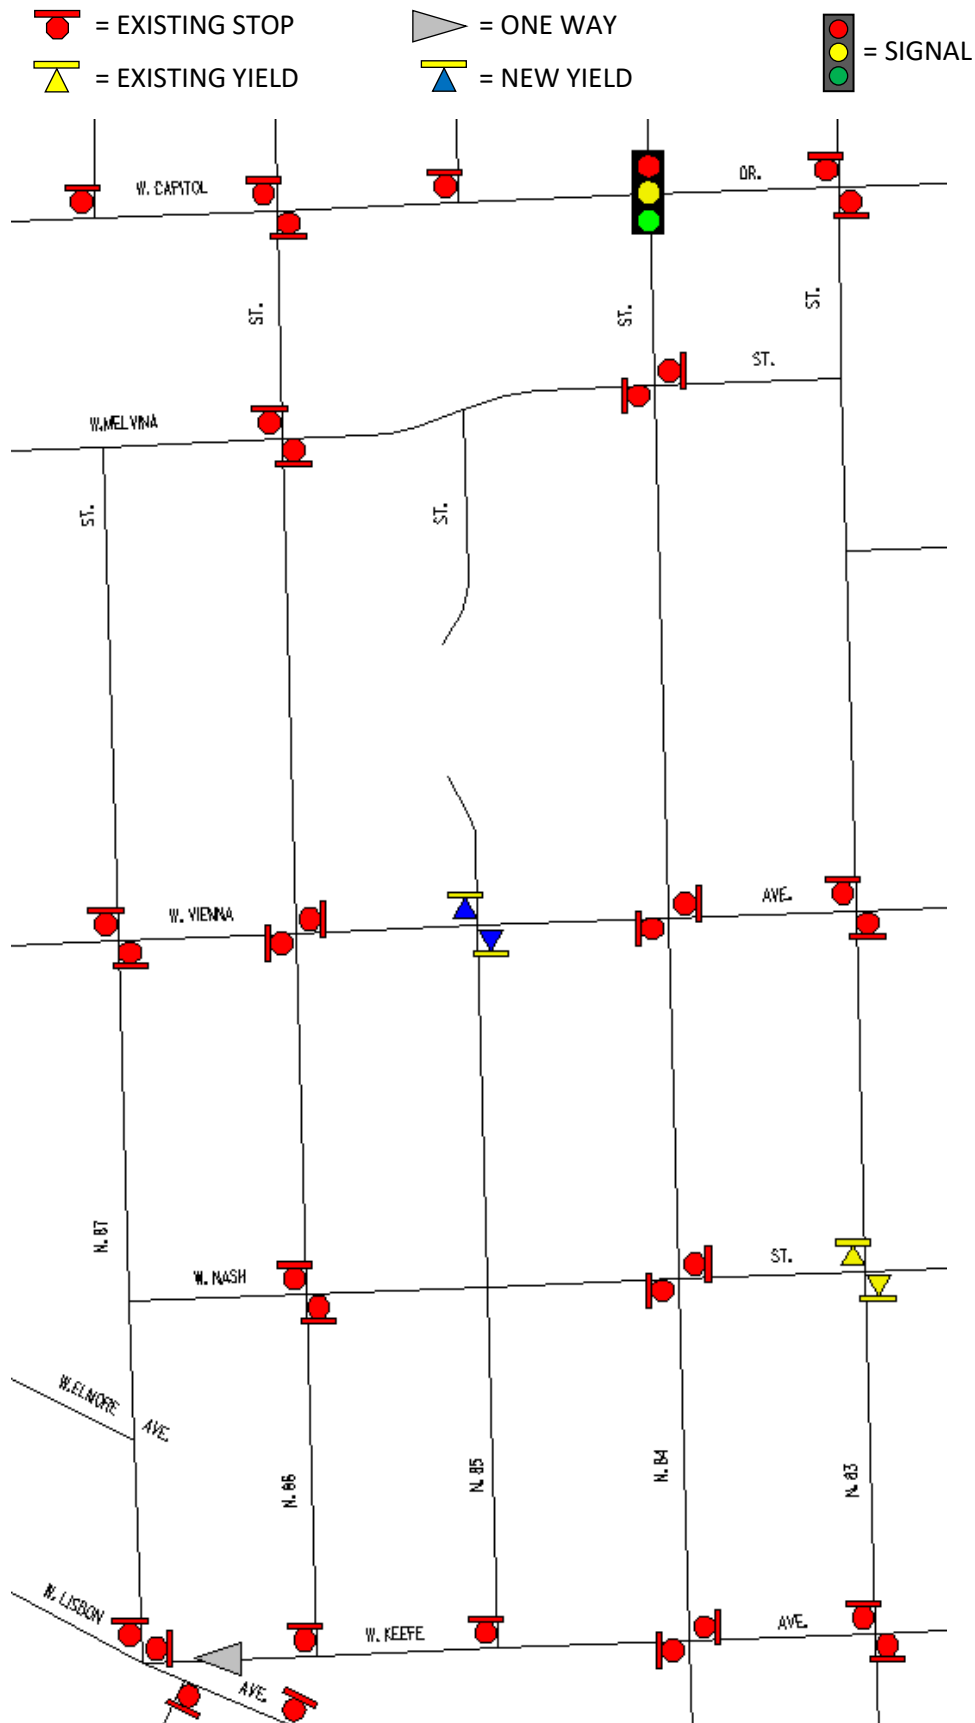 = EXISTING STOP
= ONE WAY
= SIGNAL
= EXISTING YIELD
= NEW YIELD
W. CAPITOL
DR.
ST.
ST.
ST.
ST.
W.MELVINA
ST.
ST.
W. VIENNA
AVE.
N. 87
W. NASH
ST.
W.ELMORE
AVE.
N. 86
N. 85
N. 84
N. 83
W. LISBON
AVE.
W. KEEFE
AVE.